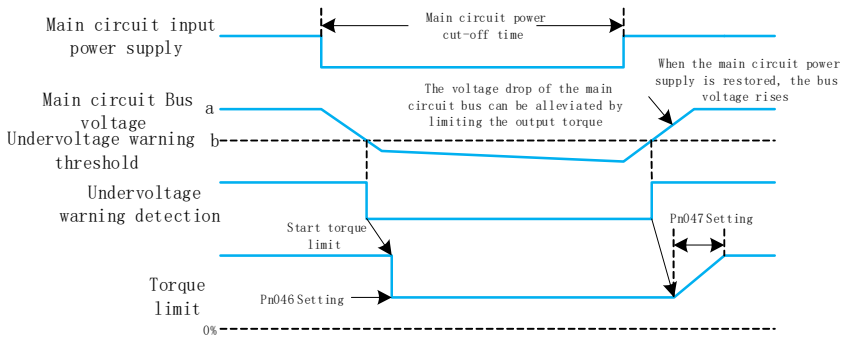 Main circuit input
power supply
Main circuit power
cut-off time
When the main circuit power
supply is restored, the bus
voltage rises
Main circuit Bus
voltage
a
The voltage drop of the main
circuit bus can be alleviated by
limiting the output torque
Undervoltage warning
threshold
b
Undervoltage
warning detection
Start torque
limit
Pn047 Setting
Torque
limit
Pn046 Setting
0%